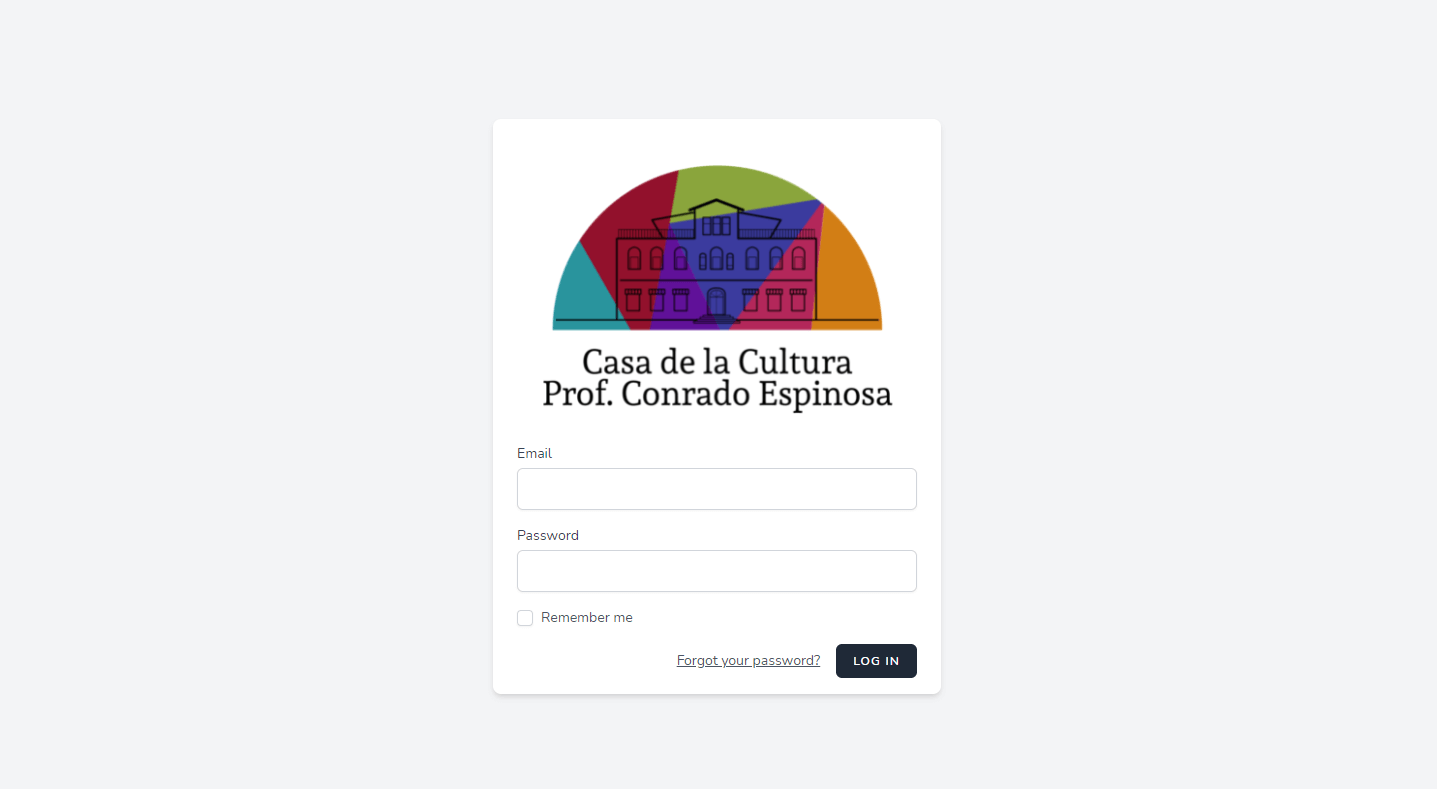 Casa de la Cultura
Prof. Conrado Espinosa
Email
Password
Remember me
Forgot your password? LOG IN